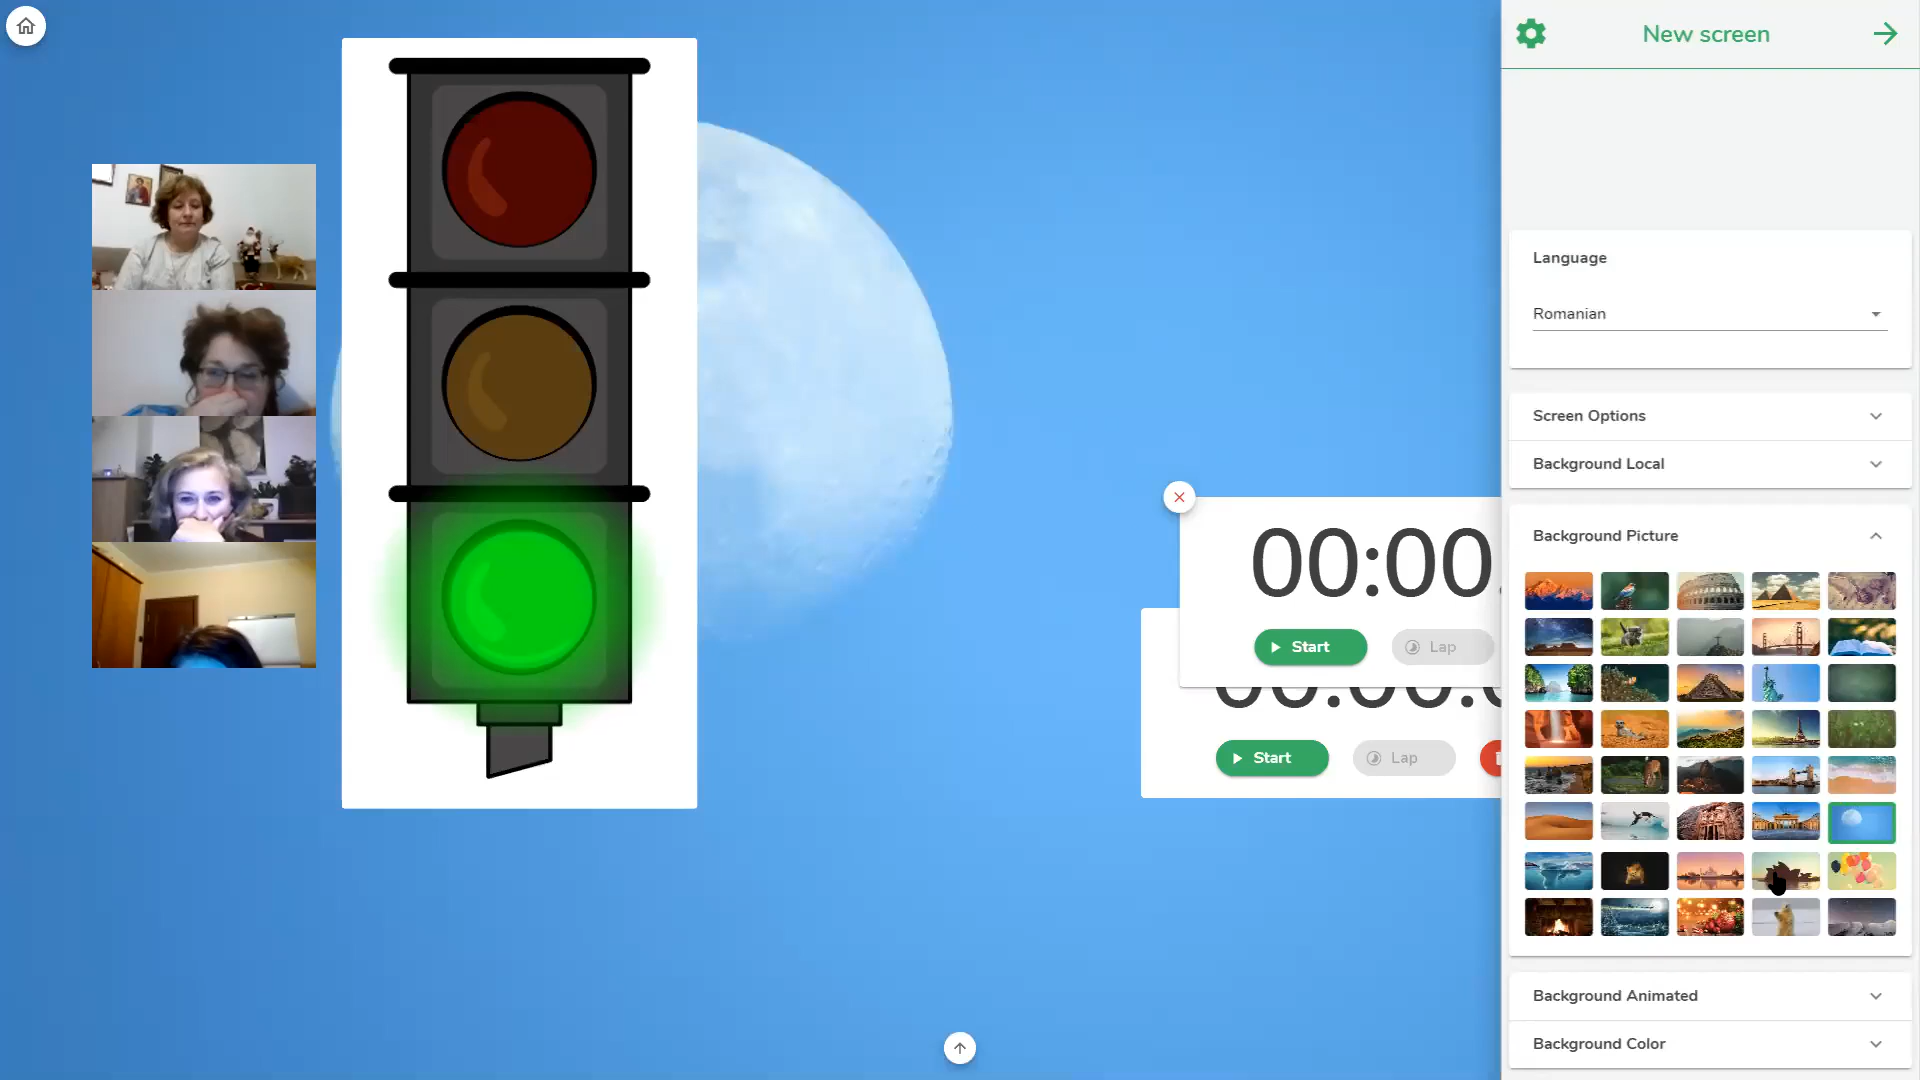 New screen
Language
Romanian
Screen Options
Background Local
Background Picture
00:00.
Start
Lap
Start
Lap
Background Animated
Background Color